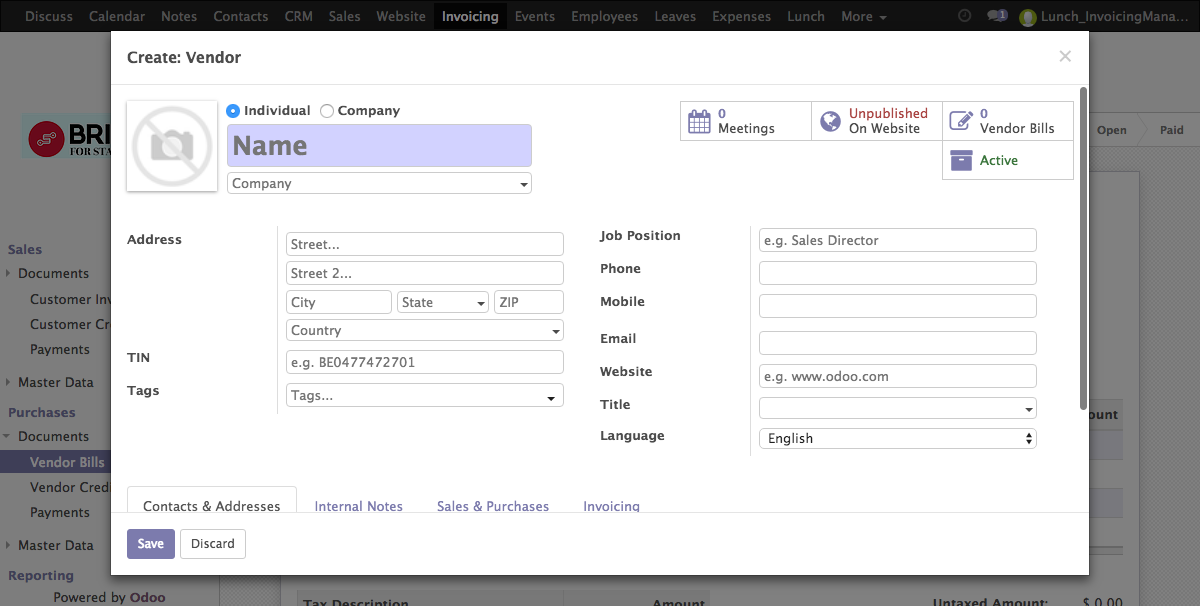 Discuss Calendar Notes Contacts CRM Sales Website Invoicing Events Employees Leaves Expenses Lunch More 1 Lunch_InvoicingMana...
Create: Vendor ×
Individual Company
Name
Company
0 Meetings
Unpublished On Website
0 Vendor Bills
Active
BRI
FOR STA
Open Paid
Address
Street...
Street 2...
City State ZIP
Country
TIN e.g. BE0477472701
Tags Tags...
Job Position e.g. Sales Director
Phone
Mobile
Email
Website e.g. www.odoo.com
Title
Language English
Contacts & Addresses Internal Notes Sales & Purchases Invoicing
Save Discard
Sales
Documents
Customer Inv
Customer Cr
Payments
Master Data
Purchases
Documents
Vendor Bills
Vendor Credi
Payments
Master Data
Reporting
Powered by Odoo
ount
Tax Description Amount Untaxed Amount: $ 0.00